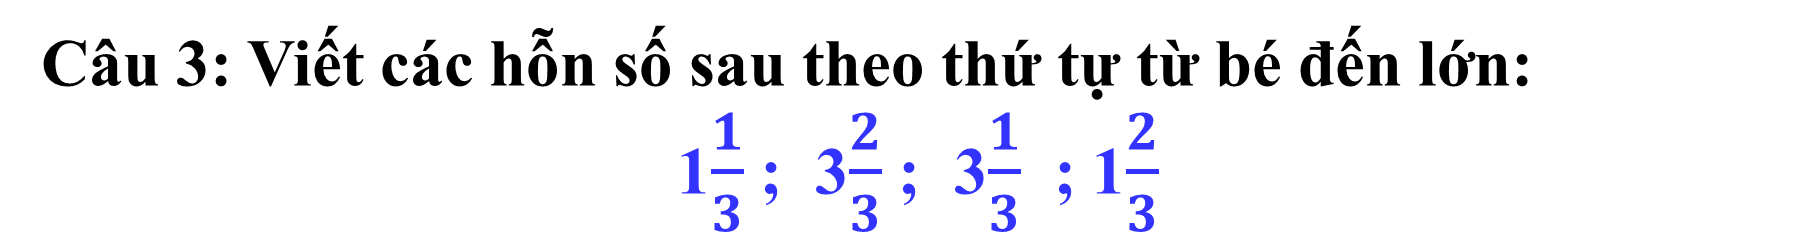 Câu 3: Viết các hỗn số sau theo thứ tự từ bé đến lớn:
1 1/3 ; 3 2/3 ; 3 1/3 ; 1 2/3